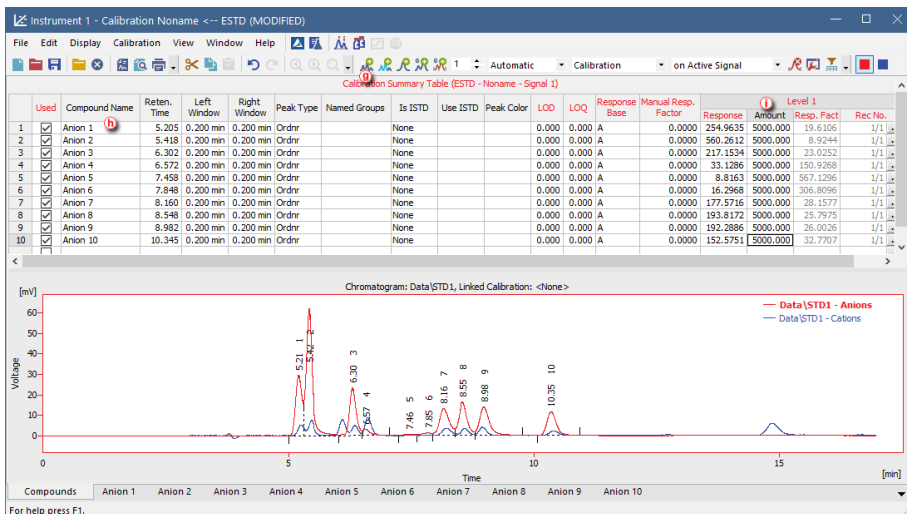 Instrument 1 - Calibration Noname <-- ESTD (MODIFIED)
File Edit Display Calibration View Window Help
1 Automatic Calibration on Active Signal
g
Calibration Summary Table (ESTD - Noname - Signal 1)
Used Compound Name Reten. Time Left Window Right Window Peak Type Named Groups Is ISTD Use ISTD Peak Color LOD LOQ Response Base Manual Resp. Factor i Level 1
h Response Amount Resp. Fact Rec No.
1 Anion 1 5.205 0.200 min 0.200 min Ordnr None 0.000 0.000 A 0.0000 254.9635 5000.000 19.6106 1/1
2 Anion 2 5.418 0.200 min 0.200 min Ordnr None 0.000 0.000 A 0.0000 560.2612 5000.000 8.9244 1/1
3 Anion 3 6.302 0.200 min 0.200 min Ordnr None 0.000 0.000 A 0.0000 217.1534 5000.000 23.0252 1/1
4 Anion 4 6.572 0.200 min 0.200 min Ordnr None 0.000 0.000 A 0.0000 33.1286 5000.000 150.9268 1/1
5 Anion 5 7.458 0.200 min 0.200 min Ordnr None 0.000 0.000 A 0.0000 8.8163 5000.000 567.1296 1/1
6 Anion 6 7.848 0.200 min 0.200 min Ordnr None 0.000 0.000 A 0.0000 16.2968 5000.000 306.8096 1/1
7 Anion 7 8.160 0.200 min 0.200 min Ordnr None 0.000 0.000 A 0.0000 177.5716 5000.000 28.1577 1/1
8 Anion 8 8.548 0.200 min 0.200 min Ordnr None 0.000 0.000 A 0.0000 193.8172 5000.000 25.7975 1/1
9 Anion 9 8.982 0.200 min 0.200 min Ordnr None 0.000 0.000 A 0.0000 192.2886 5000.000 26.0026 1/1
10 Anion 10 10.345 0.200 min 0.200 min Ordnr None 0.000 0.000 A 0.0000 152.5751 5000.000 32.7707 1/1
Chromatogram: Data\STD1, Linked Calibration: <None>
[mV]
Data\STD1 - Anions
Data\STD1 - Cations
60
50
40
30
20
10
0
Voltage
5.21 1
5.42 2
6.30 3
6.57 4
7.46 5
7.85 6
8.16 7
8.55 8
8.98 9
10.35 10
0 5 10 15
Time [min]
Compounds Anion 1 Anion 2 Anion 3 Anion 4 Anion 5 Anion 6 Anion 7 Anion 8 Anion 9 Anion 10
For help press F1.